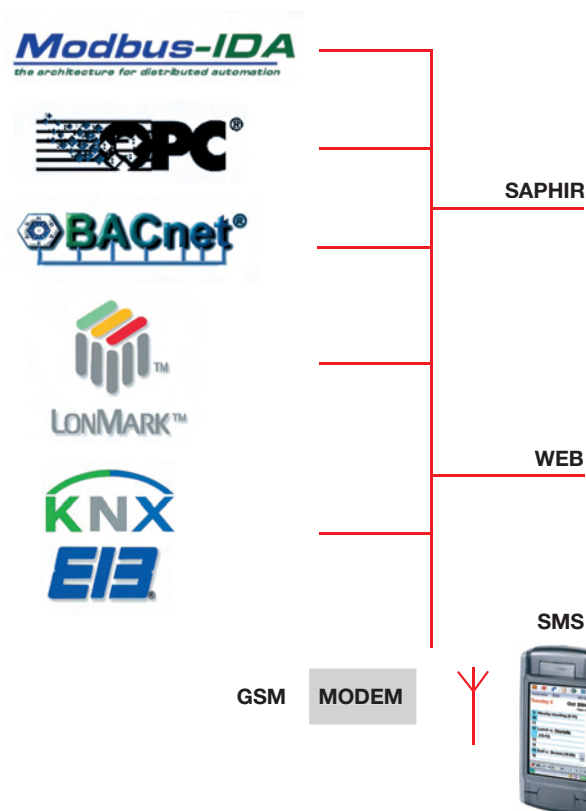 Modbus-IDA
the architecture for distributed automation
OPC®
SAPHIR
BACnet®
LONMARK™
TM
WEB
KNX
EIB®
SMS
GSM MODEM